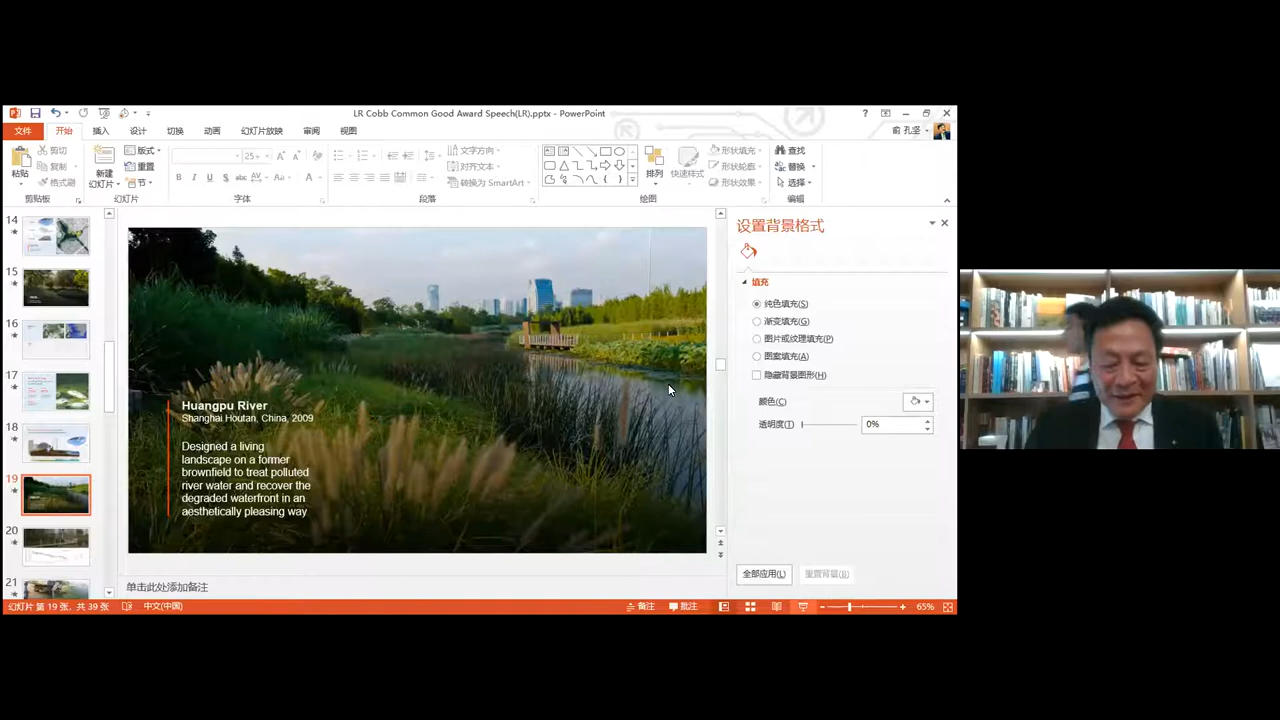 LR Cobb Common Good Award Speech(LR).pptx - PowerPoint
文件 开始 插入 设计 切换 动画 幻灯片放映 审阅 视图
粘贴
剪切
复制
格式刷
剪贴板
新建
幻灯片
版式
重置
节
幻灯片
25+
B I U S abc AV Aa A
字体
文字方向
对齐文本
转换为 SmartArt
段落
排列
快速样式
形状填充
形状轮廓
形状效果
绘图
查找
替换
选择
编辑
14
15
16
17
18
19
20
21
Huangpu River
Shanghai Houtan, China, 2009
Designed a living
landscape on a former
brownfield to treat polluted
river water and recover the
degraded waterfront in an
aesthetically pleasing way
单击此处添加备注
设置背景格式
填充
纯色填充(S)
渐变填充(G)
图片或纹理填充(P)
图案填充(A)
隐藏背景图形(H)
颜色(C)
透明度(T) 0%
全部应用(L) 重置背景(B)
幻灯片 第 19 张，共 39 张 中文(中国) 备注 批注 65%